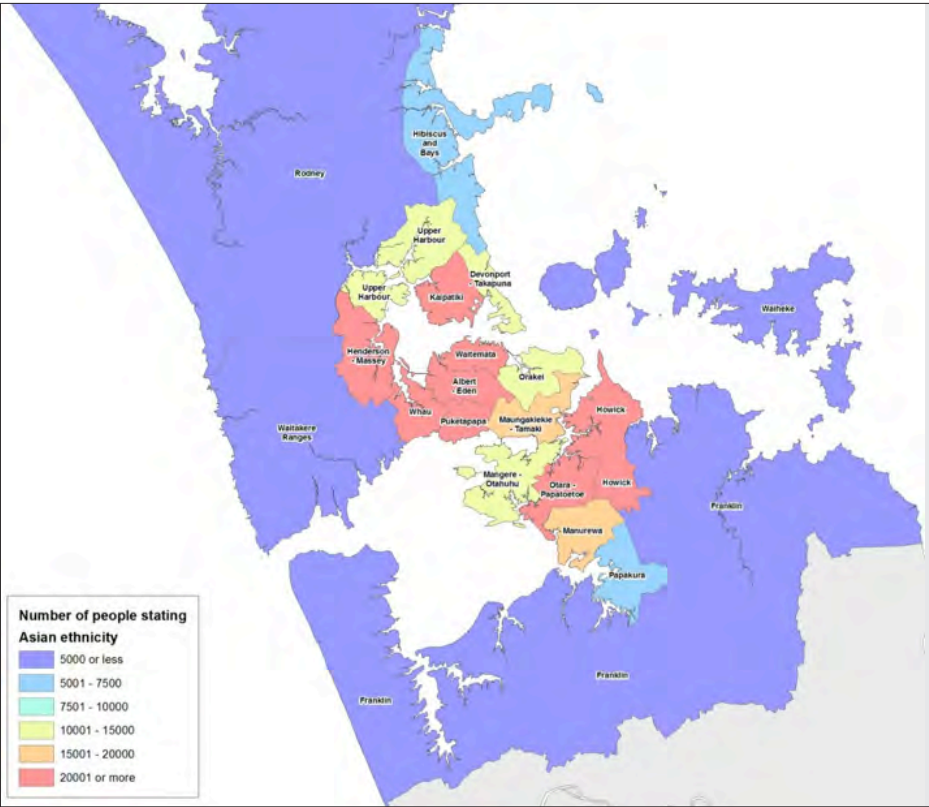 Hibiscus
and
Bays
Rodney
Upper
Harbour
Devonport
- Takapuna
Upper
Harbour
Kaipatiki
Waiheke
Henderson
- Massey
Waitemata
Orakei
Albert
- Eden
Whau
Puketapapa
Maungakiekie
- Tamaki
Howick
Waitakere
Ranges
Mangere -
Otahuhu
Otara -
Papatoetoe
Howick
Franklin
Manurewa
Papakura
Franklin
Franklin
Number of people stating
Asian ethnicity
5000 or less
5001 - 7500
7501 - 10000
10001 - 15000
15001 - 20000
20001 or more